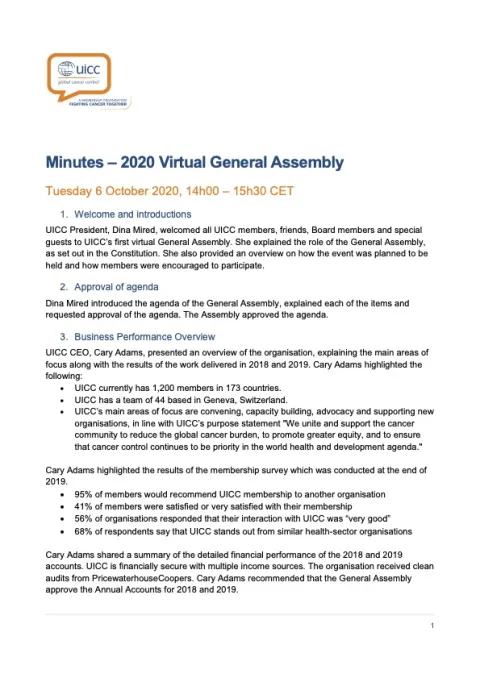 uicc
global cancer control
A MEMBERSHIP ORGANISATION
FIGHTING CANCER TOGETHER
Minutes – 2020 Virtual General Assembly
Tuesday 6 October 2020, 14h00 – 15h30 CET
1. Welcome and introductions
UICC President, Dina Mired, welcomed all UICC members, friends, Board members and special
guests to UICC's first virtual General Assembly. She explained the role of the General Assembly,
as set out in the Constitution. She also provided an overview on how the event was planned to be
held and how members were encouraged to participate.
2. Approval of agenda
Dina Mired introduced the agenda of the General Assembly, explained each of the items and
requested approval of the agenda. The Assembly approved the agenda.
3. Business Performance Overview
UICC CEO, Cary Adams, presented an overview of the organisation, explaining the main areas of
focus along with the results of the work delivered in 2018 and 2019. Cary Adams highlighted the
following:
• UICC currently has 1,200 members in 173 countries.
• UICC has a team of 44 based in Geneva, Switzerland.
• UICC's main areas of focus are convening, capacity building, advocacy and supporting new
organisations, in line with UICC's purpose statement "We unite and support the cancer
community to reduce the global cancer burden, to promote greater equity, and to ensure
that cancer control continues to be priority in the world health and development agenda."
Cary Adams highlighted the results of the membership survey which was conducted at the end of
2019.
• 95% of members would recommend UICC membership to another organisation
• 41% of members were satisfied or very satisfied with their membership
• 56% of organisations responded that their interaction with UICC was "very good"
• 68% of respondents say that UICC stands out from similar health-sector organisations
Cary Adams shared a summary of the detailed financial performance of the 2018 and 2019
accounts. UICC is financially secure with multiple income sources. The organisation received clean
audits from PricewaterhouseCoopers. Cary Adams recommended that the General Assembly
approve the Annual Accounts for 2018 and 2019.
1